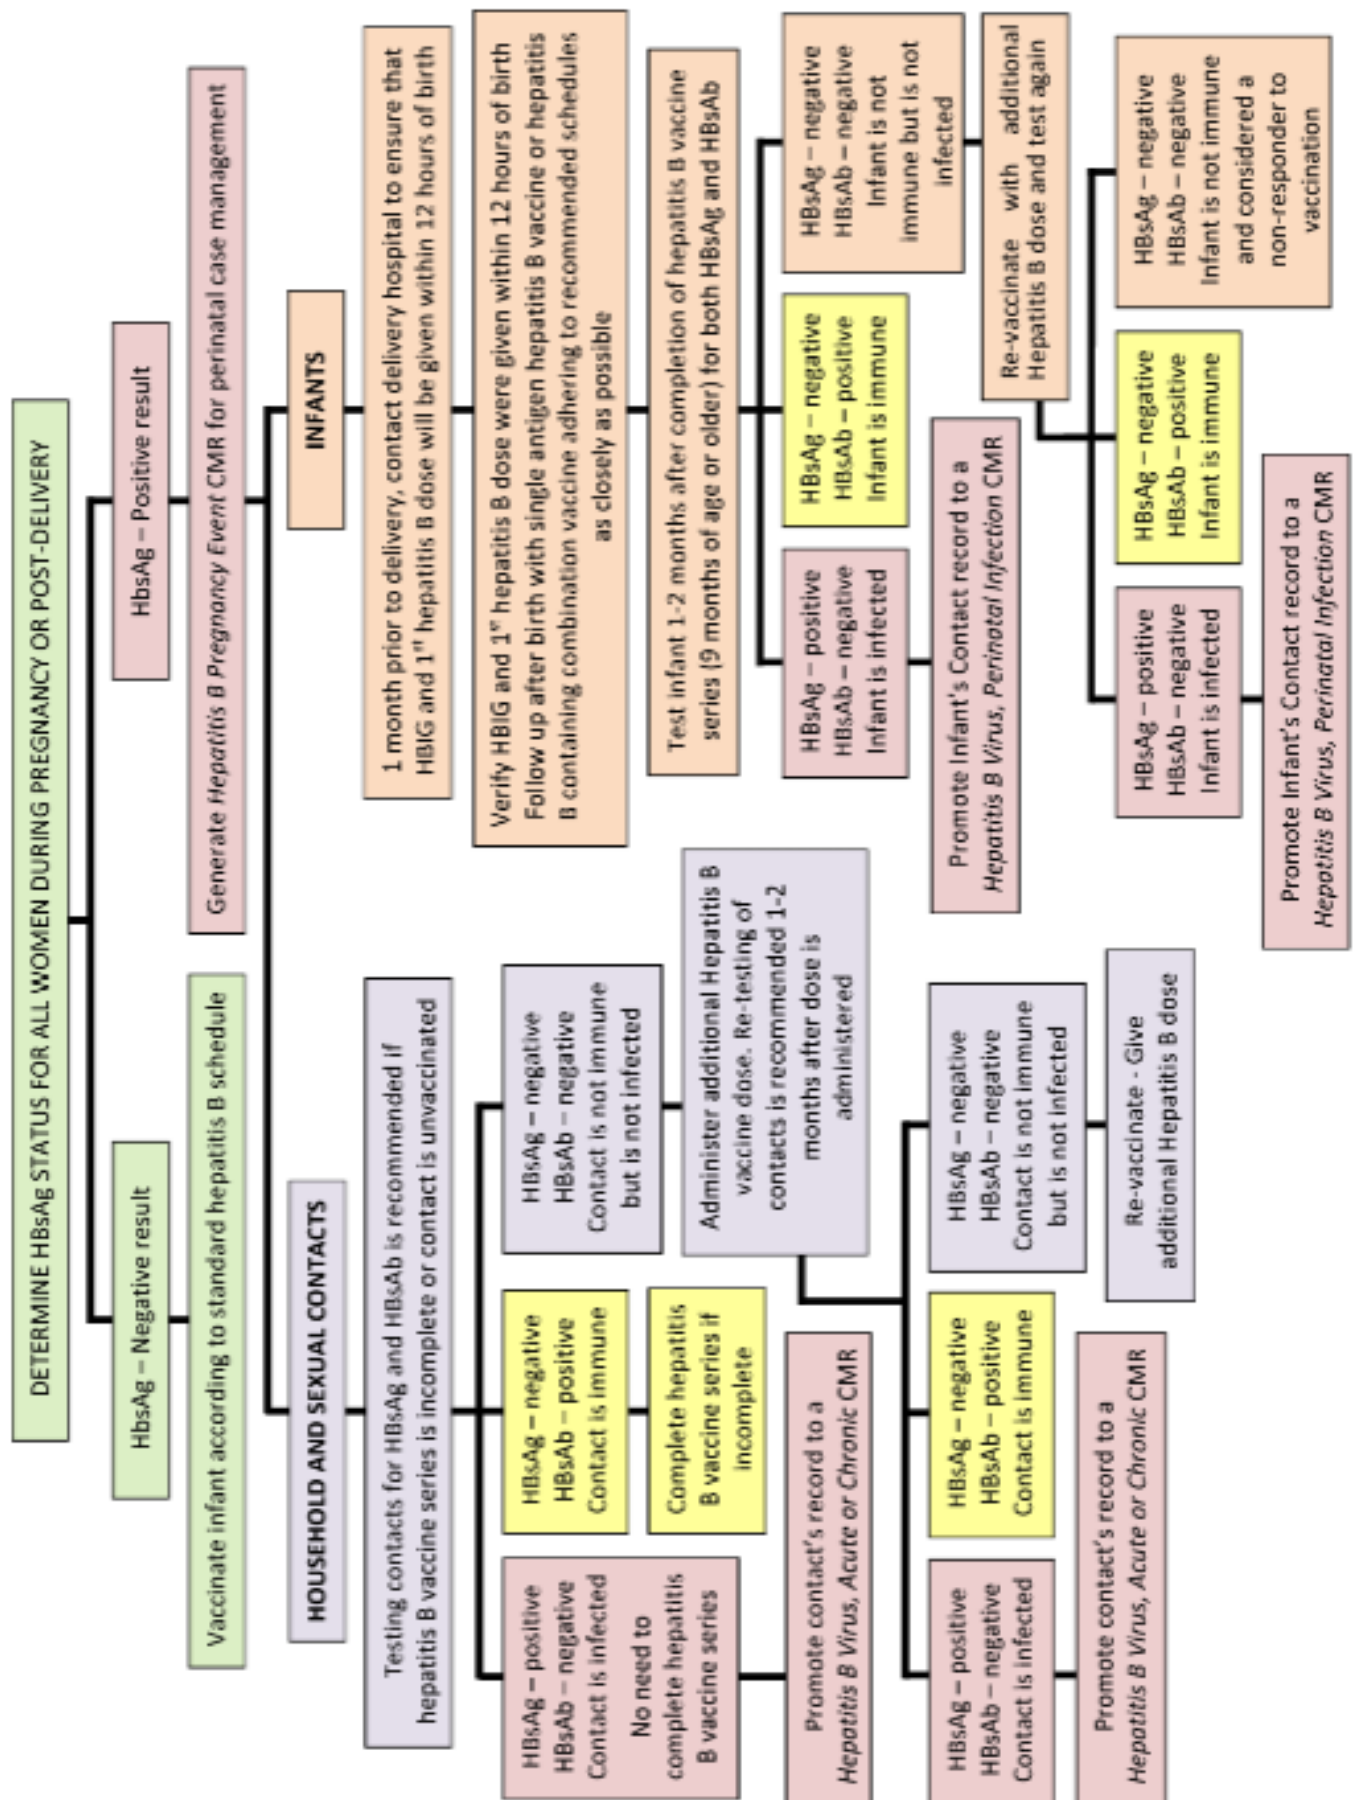 DETERMINE HBsAg STATUS FOR ALL WOMEN DURING PREGNANCY OR POST-DELIVERY
HbsAg – Negative result
HbsAg – Positive result
Vaccinate infant according to standard hepatitis B schedule
Generate Hepatitis B Pregnancy Event CMR for perinatal case management
HOUSEHOLD AND SEXUAL CONTACTS
INFANTS
Testing contacts for HBsAg and HBsAb is recommended if
hepatitis B vaccine series is incomplete or contact is unvaccinated
HBsAg – positive
HBsAb – negative
Contact is infected
No need to
complete hepatitis
B vaccine series
HBsAg – negative
HBsAb – positive
Contact is immune
Complete hepatitis
B vaccine series if
incomplete
HBsAg – negative
HBsAb – negative
Contact is not immune
but is not infected
Promote contact's record to a
Hepatitis B Virus, Acute or Chronic CMR
Administer additional Hepatitis B
vaccine dose. Re-testing of
contacts is recommended 1-2
months after dose is
administered
HBsAg – positive
HBsAb – negative
Contact is infected
HBsAg – negative
HBsAb – positive
Contact is immune
HBsAg – negative
HBsAb – negative
Contact is not immune
but is not infected
Promote contact's record to a
Hepatitis B Virus, Acute or Chronic CMR
Re-vaccinate - Give
additional Hepatitis B dose
1 month prior to delivery, contact delivery hospital to ensure that
HBIG and 1st hepatitis B dose will be given within 12 hours of birth
Verify HBIG and 1st hepatitis B dose were given within 12 hours of birth
Follow up after birth with single antigen hepatitis B vaccine or hepatitis
B containing combination vaccine adhering to recommended schedules
as closely as possible
Test infant 1-2 months after completion of hepatitis B vaccine
series (9 months of age or older) for both HBsAg and HBsAb
HBsAg – positive
HBsAb – negative
Infant is infected
HBsAg – negative
HBsAb – positive
Infant is immune
HBsAg – negative
HBsAb – negative
Infant is not
immune but is not
infected
Promote Infant's Contact record to a
Hepatitis B Virus, Perinatal Infection CMR
Re-vaccinate with additional
Hepatitis B dose and test again
HBsAg – positive
HBsAb – negative
Infant is infected
HBsAg – negative
HBsAb – positive
Infant is immune
HBsAg – negative
HBsAb – negative
Infant is not immune
and considered a
non-responder to
vaccination
Promote Infant's Contact record to a
Hepatitis B Virus, Perinatal Infection CMR